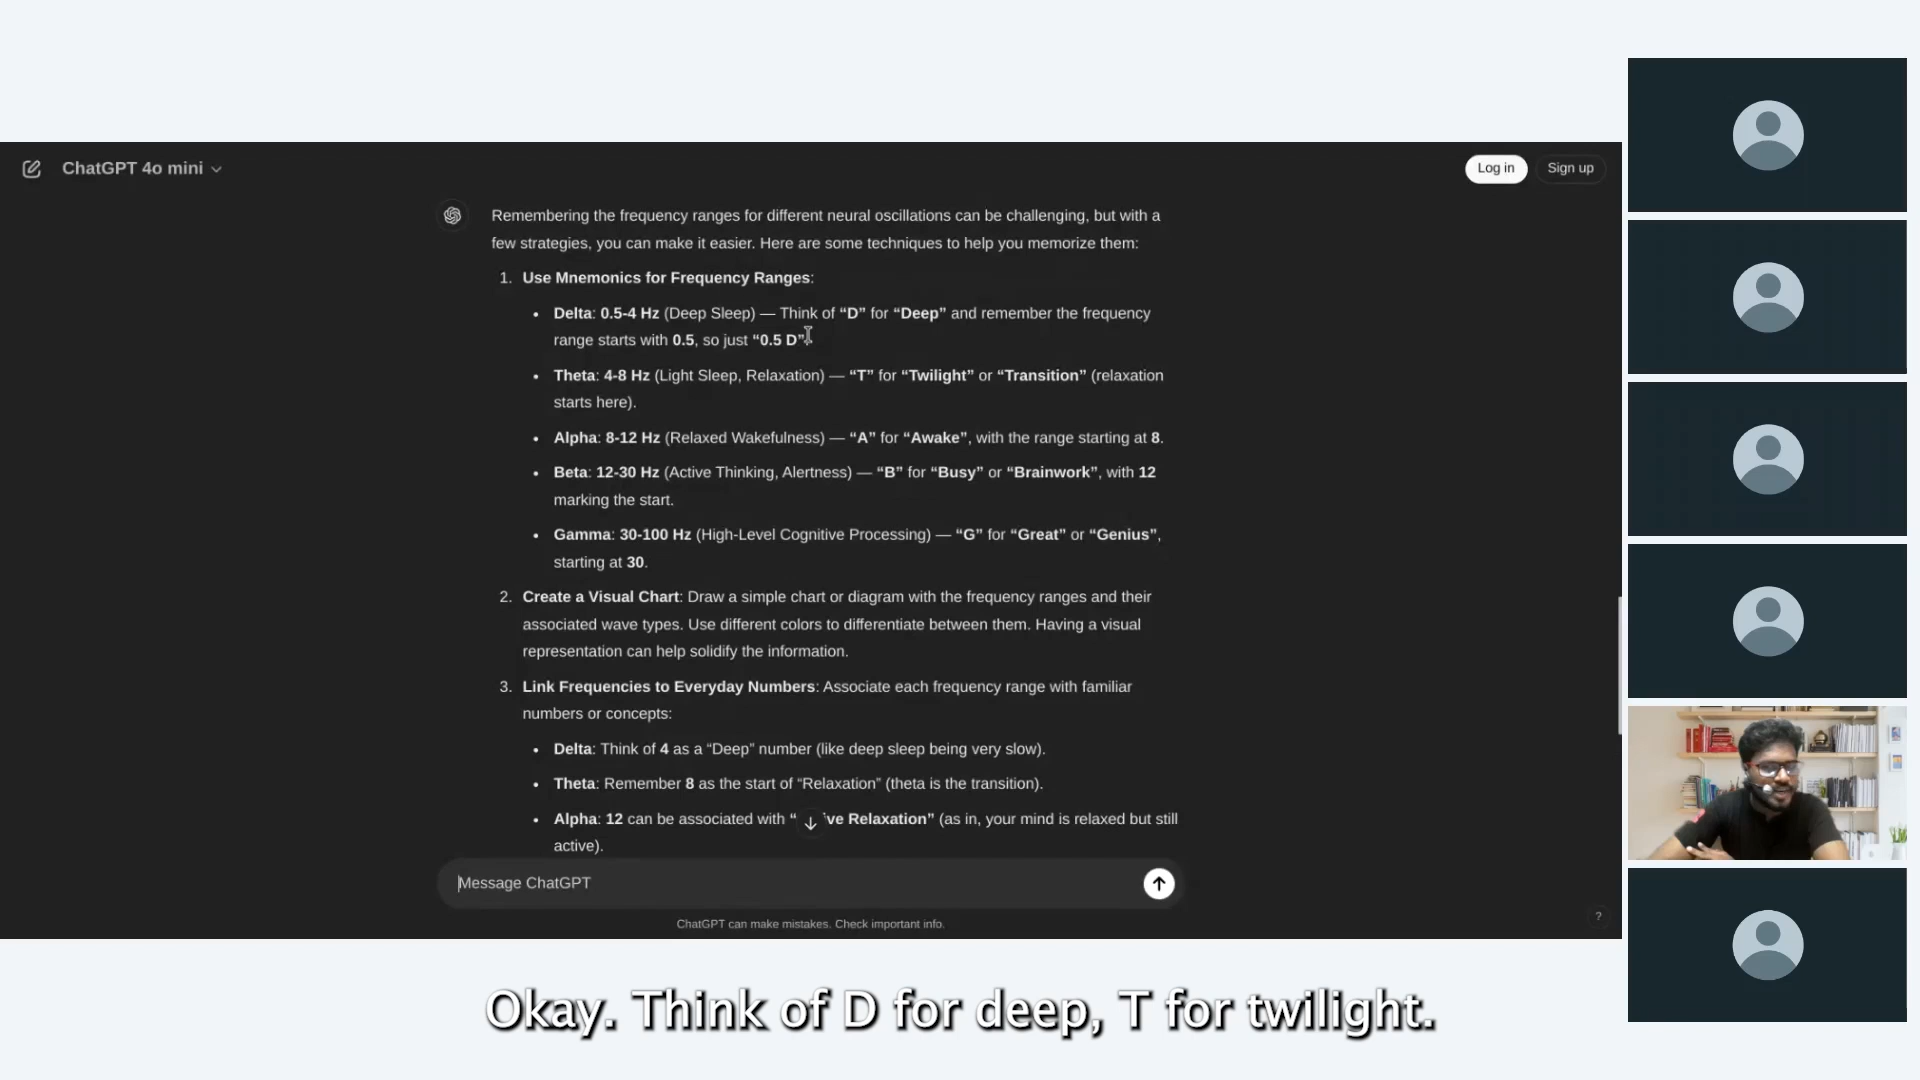 ChatGPT 4o mini
Log in
Sign up
Remembering the frequency ranges for different neural oscillations can be challenging, but with a
few strategies, you can make it easier. Here are some techniques to help you memorize them:
1. Use Mnemonics for Frequency Ranges:
• Delta: 0.5-4 Hz (Deep Sleep) — Think of “D” for “Deep” and remember the frequency
range starts with 0.5, so just “0.5 D”
• Theta: 4-8 Hz (Light Sleep, Relaxation) — “T” for “Twilight” or “Transition” (relaxation
starts here).
• Alpha: 8-12 Hz (Relaxed Wakefulness) — “A” for “Awake”, with the range starting at 8.
• Beta: 12-30 Hz (Active Thinking, Alertness) — “B” for “Busy” or “Brainwork”, with 12
marking the start.
• Gamma: 30-100 Hz (High-Level Cognitive Processing) — “G” for “Great” or “Genius”,
starting at 30.
2. Create a Visual Chart: Draw a simple chart or diagram with the frequency ranges and their
associated wave types. Use different colors to differentiate between them. Having a visual
representation can help solidify the information.
3. Link Frequencies to Everyday Numbers: Associate each frequency range with familiar
numbers or concepts:
• Delta: Think of 4 as a “Deep” number (like deep sleep being very slow).
• Theta: Remember 8 as the start of “Relaxation” (theta is the transition).
• Alpha: 12 can be associated with “ Relaxation” (as in, your mind is relaxed but still
active).
Message ChatGPT
ChatGPT can make mistakes. Check important info.
?
Okay. Think of D for deep, T for twilight.